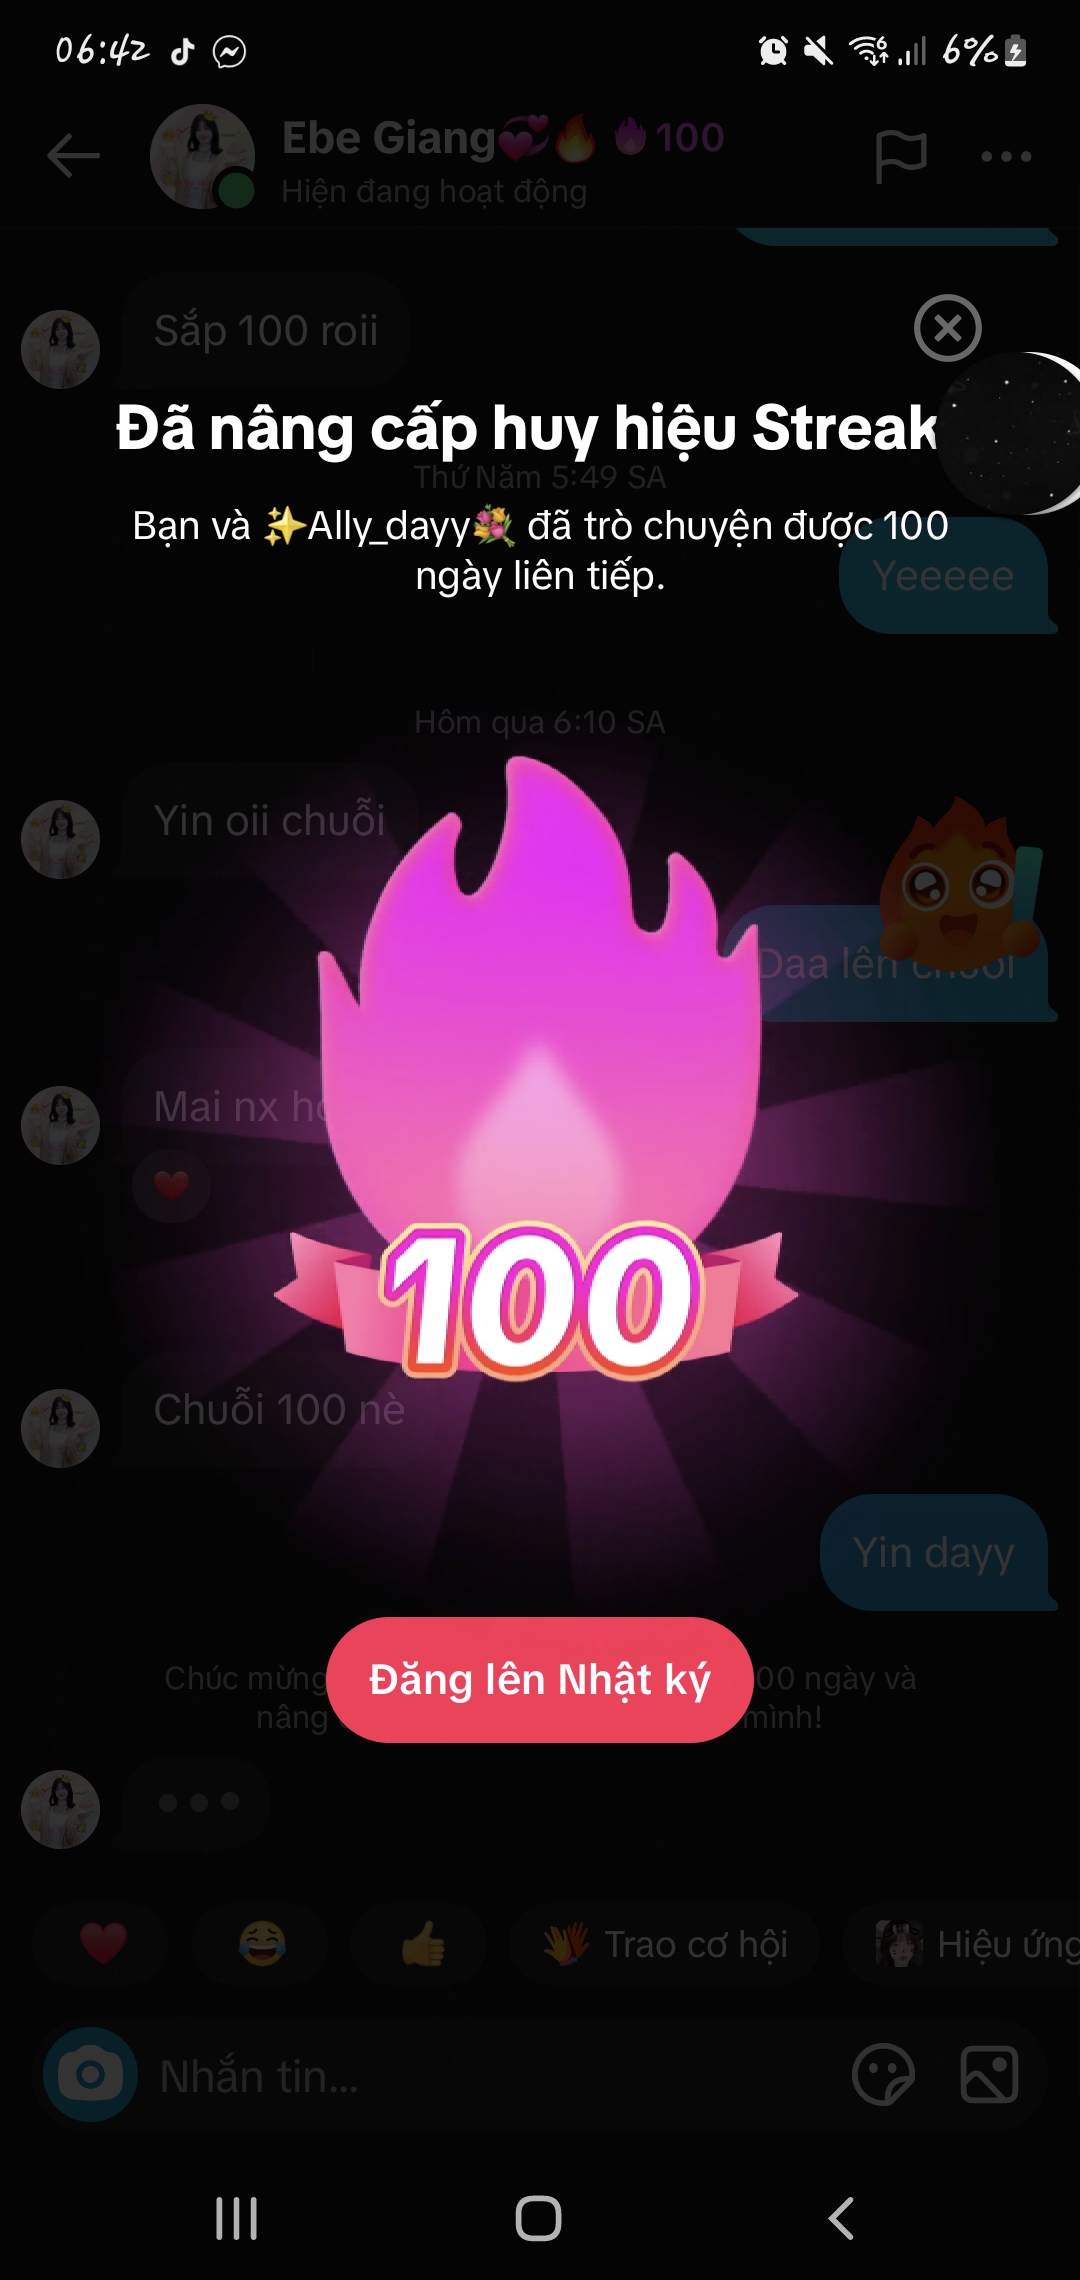 06:42
6%
Ebe Giang💞🔥 100
Hiện đang hoạt động
Sắp 100 roii
Đã nâng cấp huy hiệu Streak
Thứ Năm 5:49 SA
Bạn và ✨Ally_dayy💐 đã trò chuyện được 100
ngày liên tiếp.
Yeeeee
Hôm qua 6:10 SA
Yin oii chuỗi
Daa lên chuỗi
Mai nx
100
Chuỗi 100 nè
Yin dayy
Chúc mừng 00 ngày và
nâng mình!
Đăng lên Nhật ký
❤️ 😂 👍 👋 Trao cơ hội Hiệu ứng
Nhắn tin...